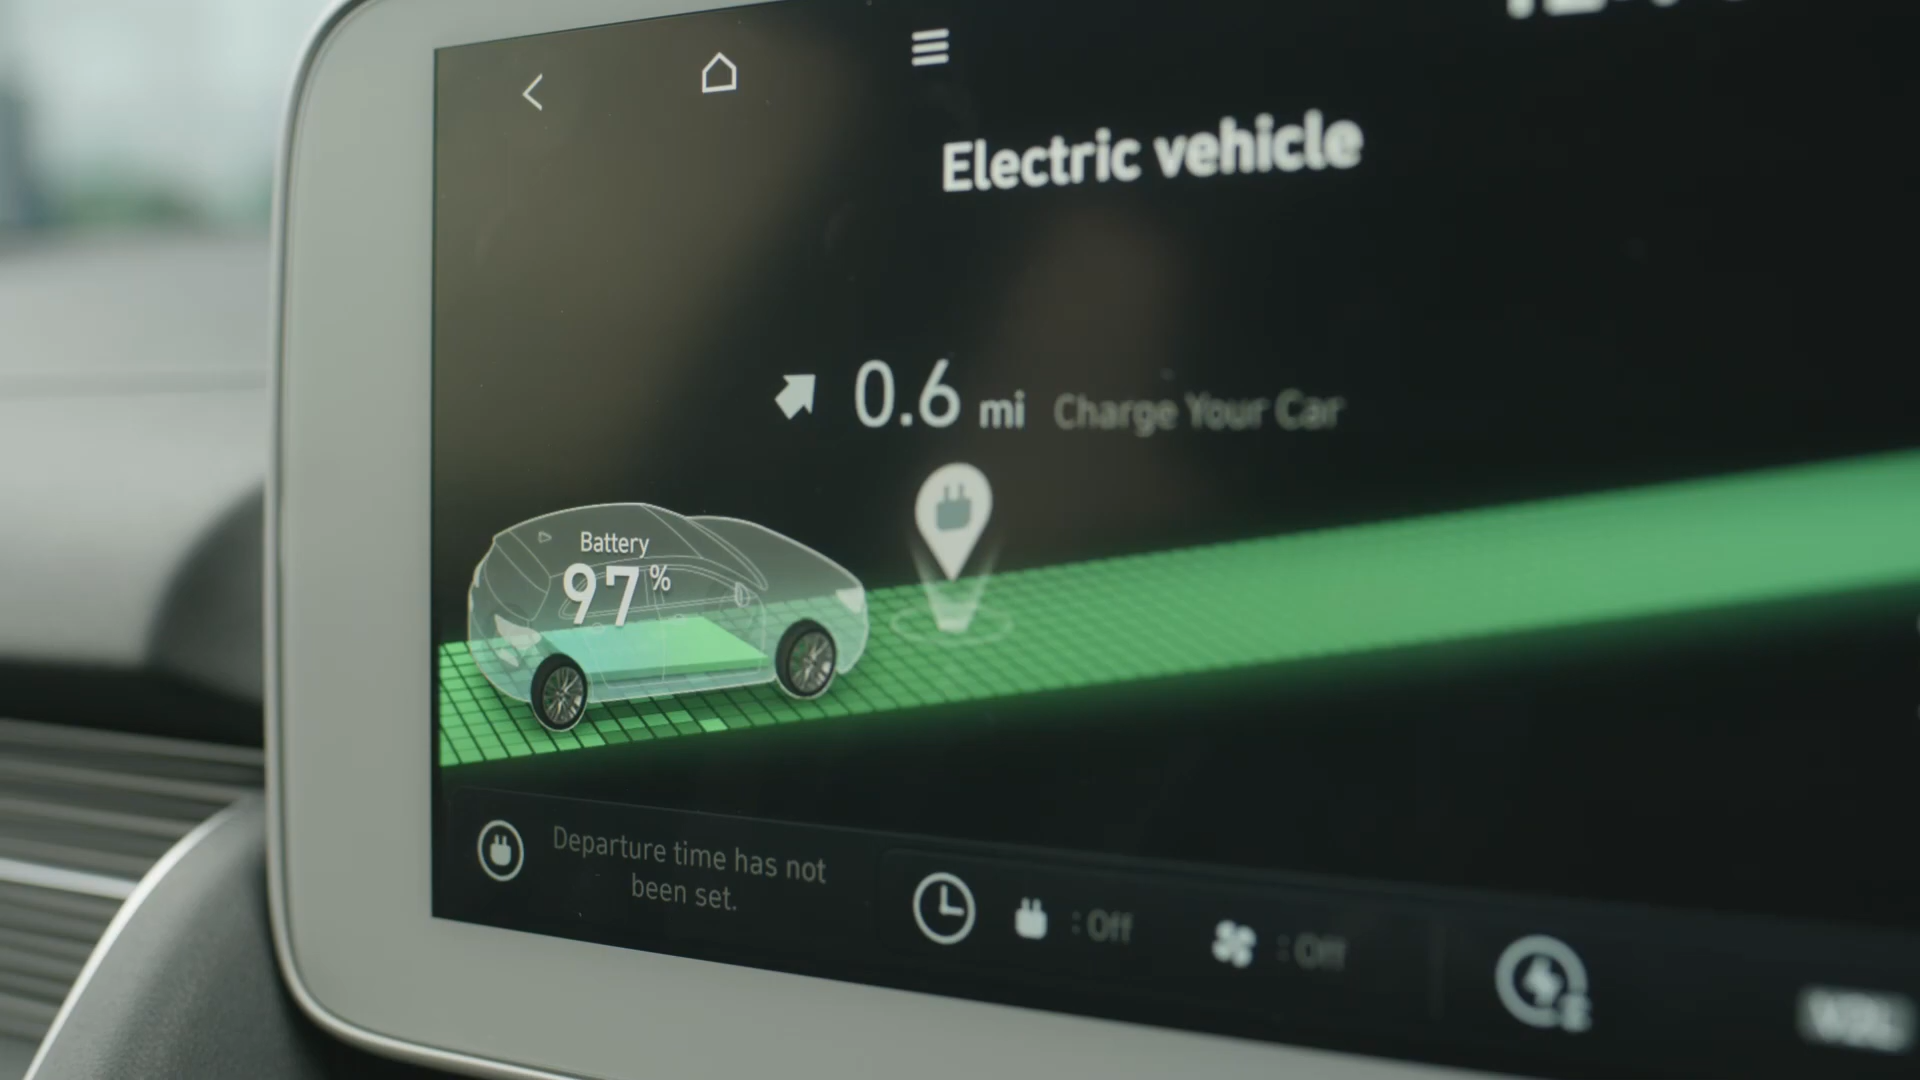 Electric vehicle
0.6 mi Charge Your Car
Battery
97%
Departure time has not
been set.
: Off
: Off